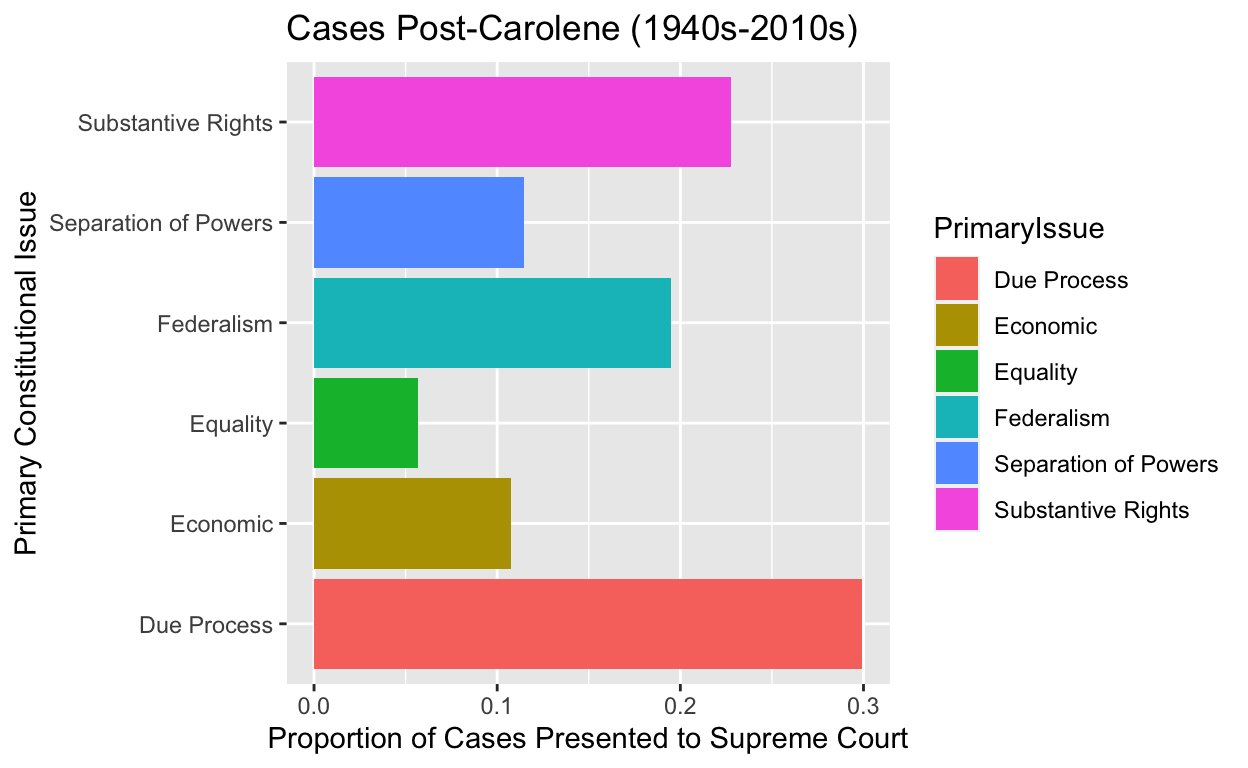 Cases Post-Carolene (1940s-2010s)
Primary Constitutional Issue
Substantive Rights
Separation of Powers
Federalism
Equality
Economic
Due Process
0.0 0.1 0.2 0.3
Proportion of Cases Presented to Supreme Court
PrimaryIssue
Due Process
Economic
Equality
Federalism
Separation of Powers
Substantive Rights